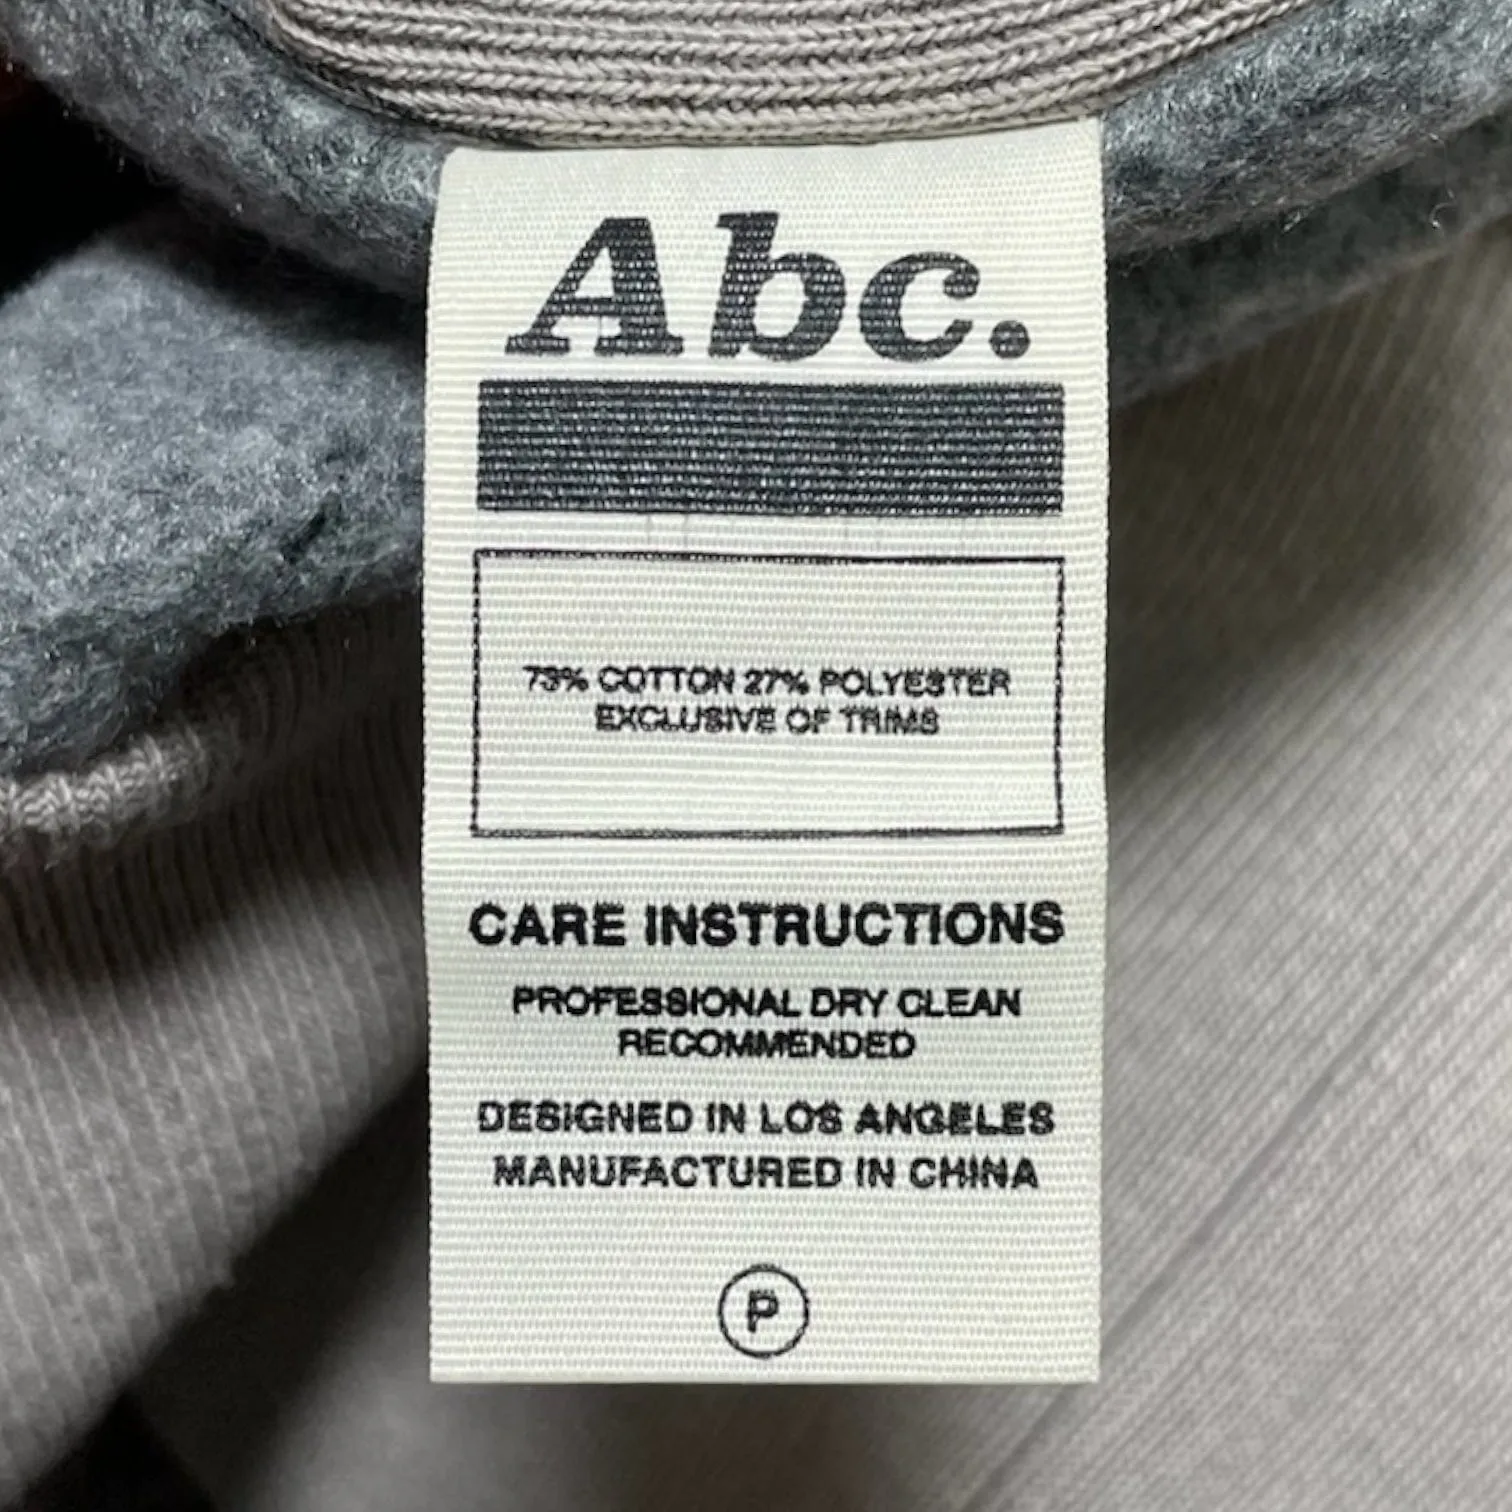 Abc.
73% COTTON 27% POLYESTER
EXCLUSIVE OF TRIMS
CARE INSTRUCTIONS
PROFESSIONAL DRY CLEAN
RECOMMENDED
DESIGNED IN LOS ANGELES
MANUFACTURED IN CHINA
P